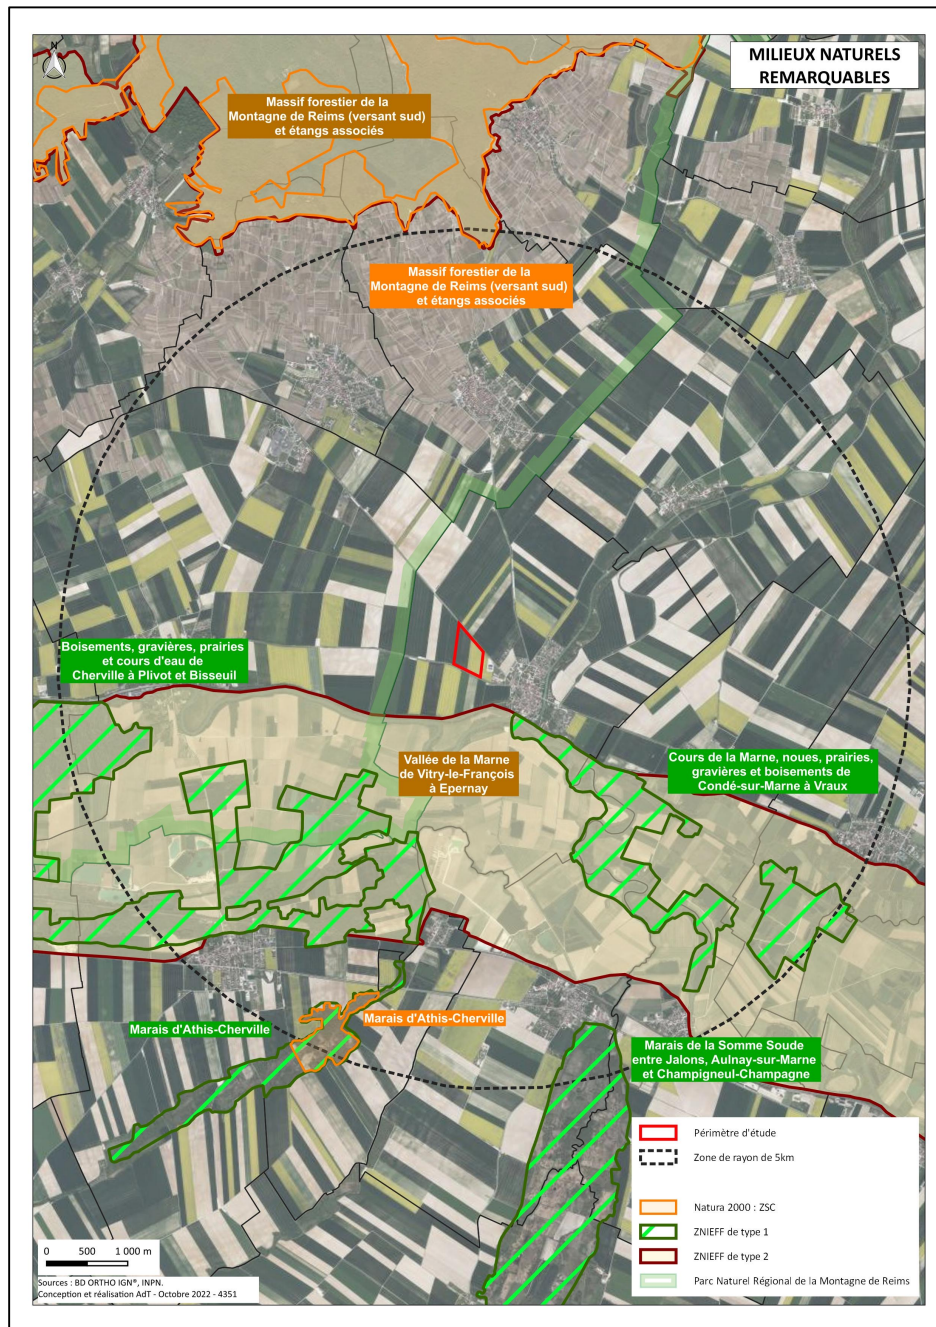 MILIEUX NATURELS
REMARQUABLES
N
Massif forestier de la
Montagne de Reims (versant sud)
et étangs associés
Massif forestier de la
Montagne de Reims (versant sud)
et étangs associés
Boisements, gravières, prairies
et cours d'eau de
Cherville à Plivot et Bisseuil
Vallée de la Marne
de Vitry-le-François
à Epernay
Cours de la Marne, noues, prairies,
gravières et boisements de
Condé-sur-Marne à Vraux
Marais d'Athis-Cherville
Marais d'Athis-Cherville
Marais de la Somme Soude
entre Jalons, Aulnay-sur-Marne
et Champigneul-Champagne
Périmètre d'étude
Zone de rayon de 5km
Natura 2000 : ZSC
ZNIEFF de type 1
ZNIEFF de type 2
Parc Naturel Régional de la Montagne de Reims
0 500 1 000 m
Sources : BD ORTHO IGN®, INPN.
Conception et réalisation AdT - Octobre 2022 - 4351